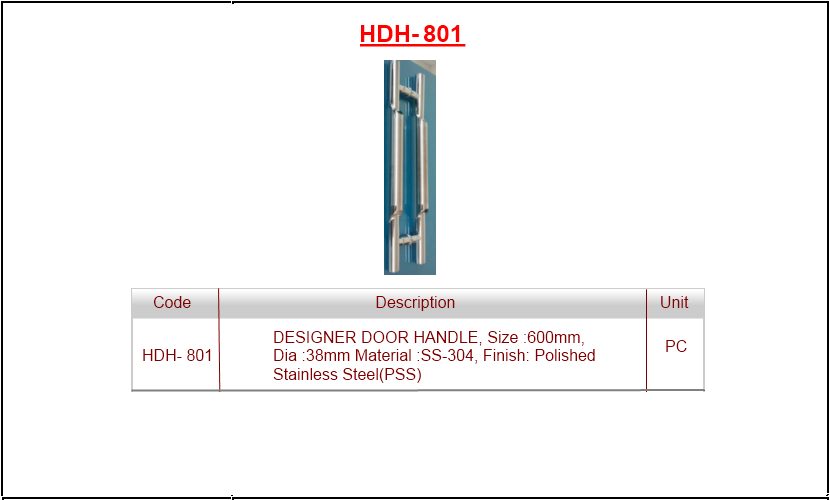 HDH- 801
Code Description Unit
DESIGNER DOOR HANDLE, Size :600mm,
HDH- 801 Dia :38mm Material :SS-304, Finish: Polished PC
Stainless Steel(PSS)